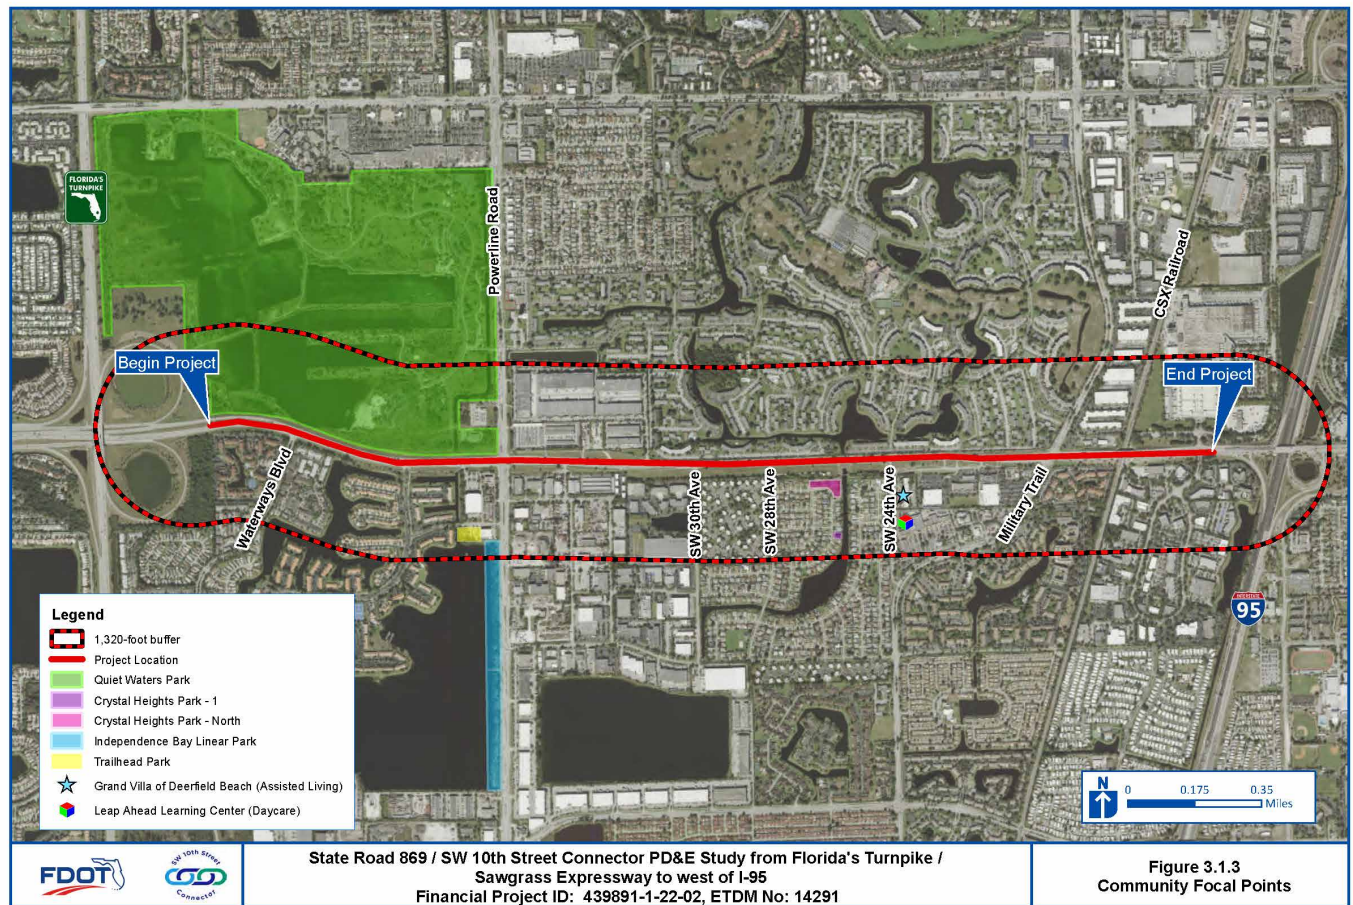 FLORIDA'S
TURNPIKE
Powerline Road
CSX Railroad
Begin Project
End Project
Waterways Blvd
SW 30th Ave
SW 28th Ave
SW 24th Ave
Military Trail
INTERSTATE
95
Legend
1,320-foot buffer
Project Location
Quiet Waters Park
Crystal Heights Park - 1
Crystal Heights Park - North
Independence Bay Linear Park
Trailhead Park
Grand Villa of Deerfield Beach (Assisted Living)
Leap Ahead Learning Center (Daycare)
N
0 0.175 0.35
Miles
FDOT
SW 10th Street
Connector
State Road 869 / SW 10th Street Connector PD&E Study from Florida's Turnpike /
Sawgrass Expressway to west of I-95
Financial Project ID: 439891-1-22-02, ETDM No: 14291
Figure 3.1.3
Community Focal Points